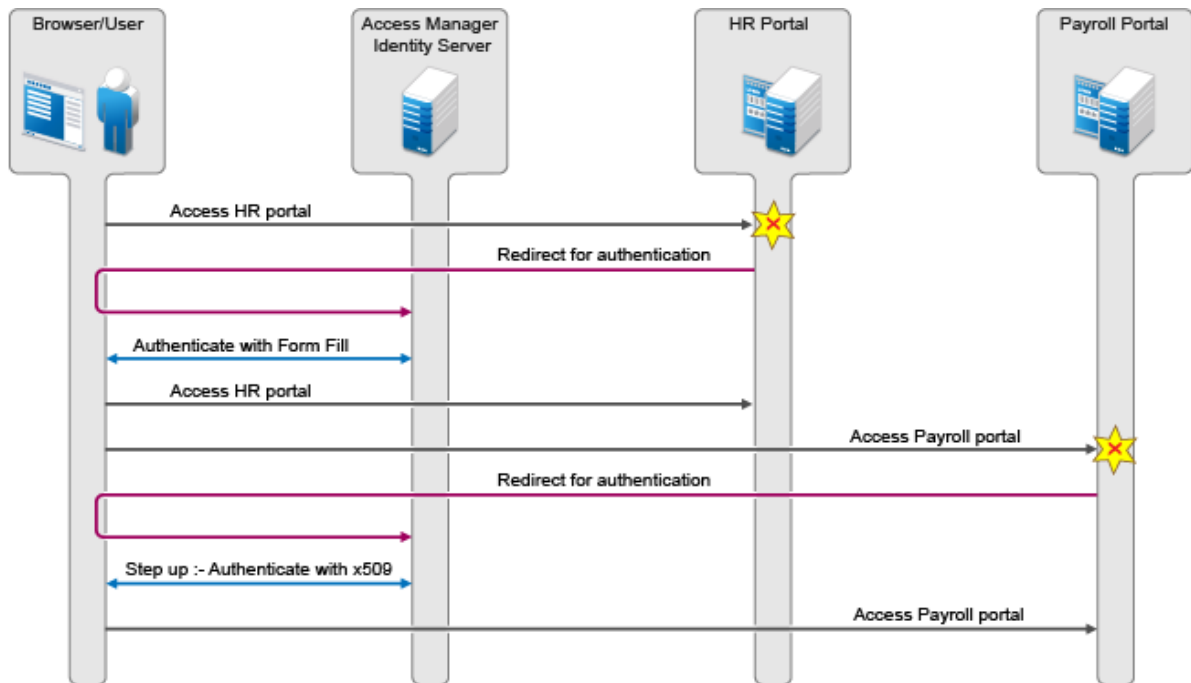 Browser/User
Access Manager
Identity Server
HR Portal
Payroll Portal
Access HR portal
Redirect for authentication
Authenticate with Form Fill
Access HR portal
Access Payroll portal
Redirect for authentication
Step up :- Authenticate with x509
Access Payroll portal